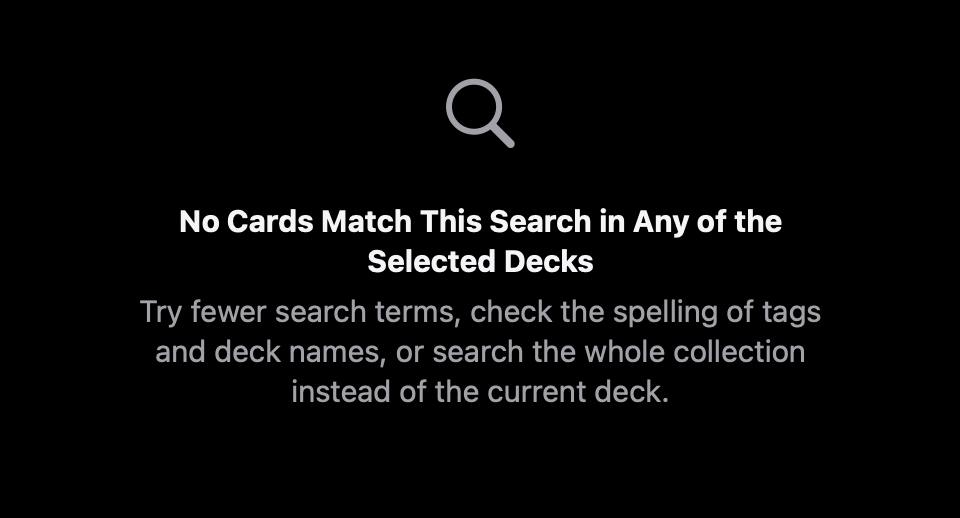 No Cards Match This Search in Any of the
Selected Decks
Try fewer search terms, check the spelling of tags
and deck names, or search the whole collection
instead of the current deck.